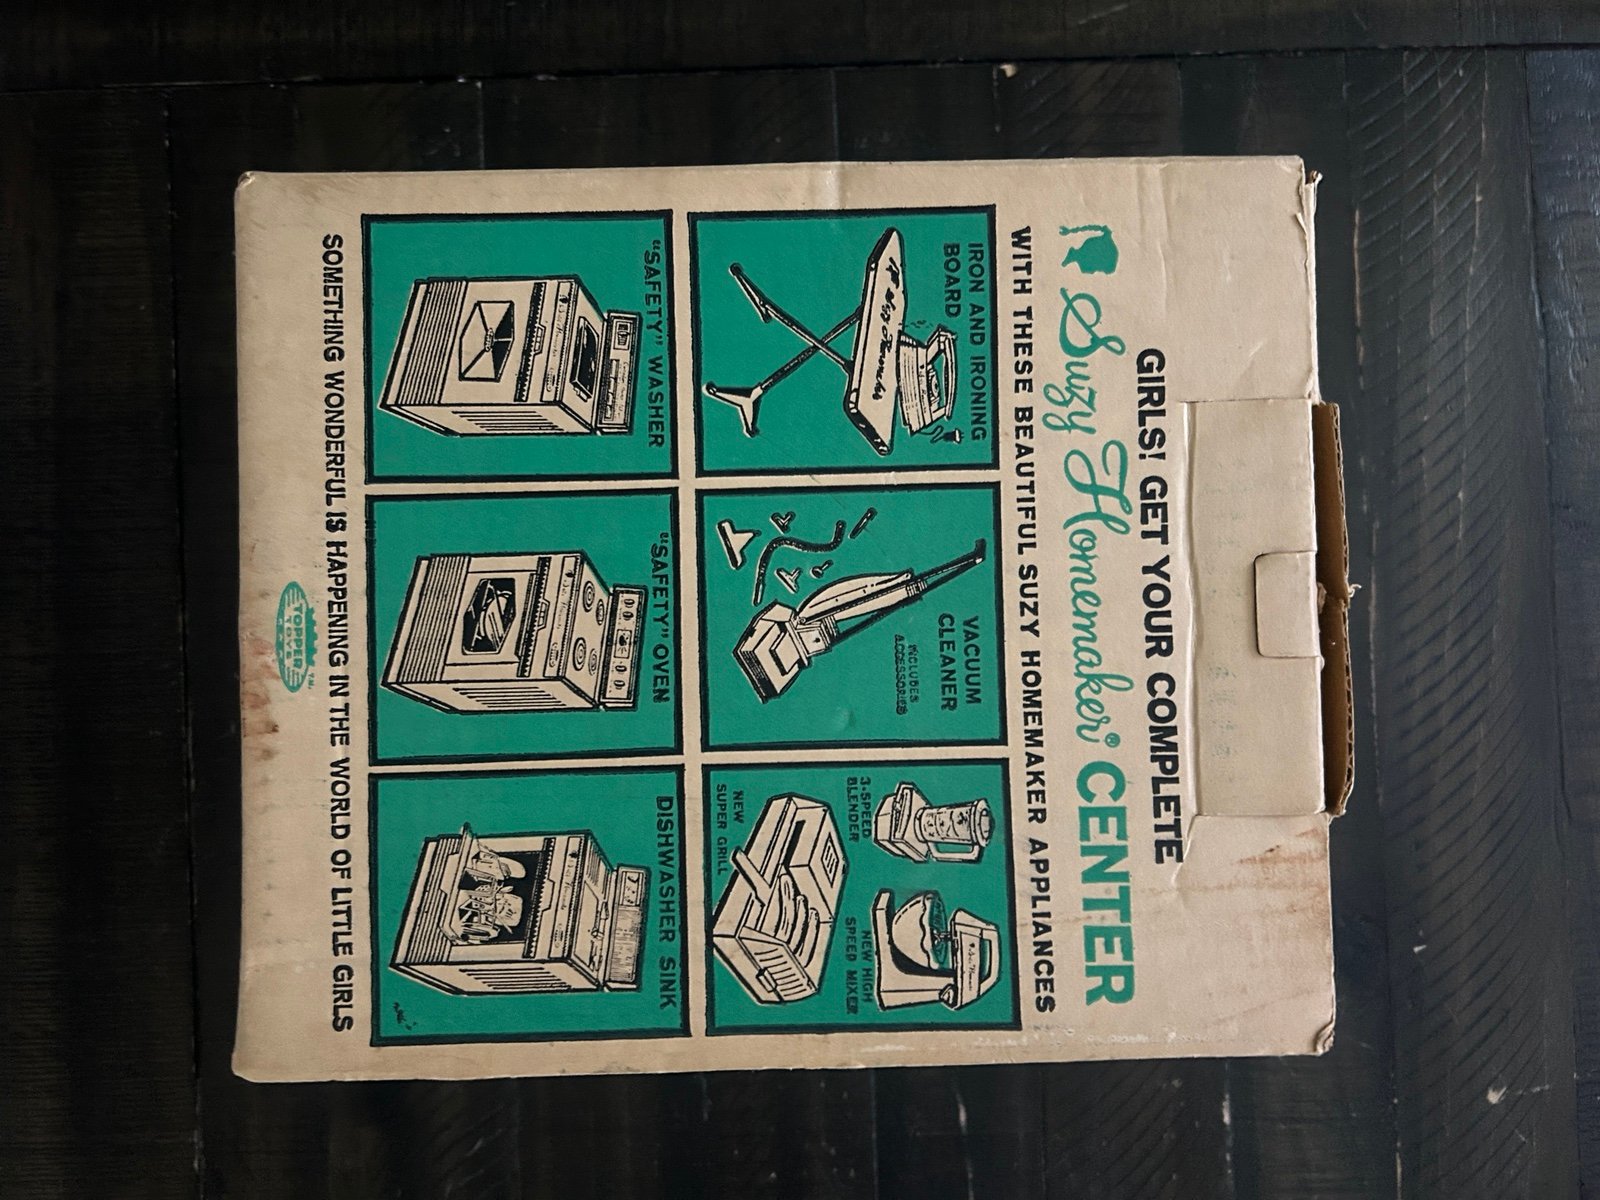 GIRLS! GET YOUR COMPLETE
Suzy Homemaker® CENTER
WITH THESE BEAUTIFUL SUZY HOMEMAKER APPLIANCES
IRON AND IRONING
BOARD
VACUUM
CLEANER
INCLUDES
ACCESSORIES
3-SPEED
BLENDER
NEW HIGH
SPEED MIXER
NEW
SUPER GRILL
"SAFETY" WASHER
"SAFETY" OVEN
DISHWASHER SINK
SOMETHING WONDERFUL IS HAPPENING IN THE WORLD OF LITTLE GIRLS
TOPPER
TOYS
T.M.